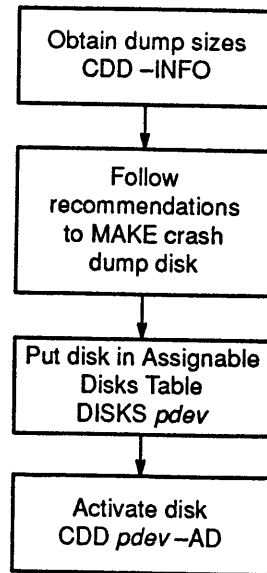 Obtain dump sizes
CDD –INFO
Follow
recommendations
to MAKE crash
dump disk
Put disk in Assignable
Disks Table
DISKS pdev
Activate disk
CDD pdev –AD